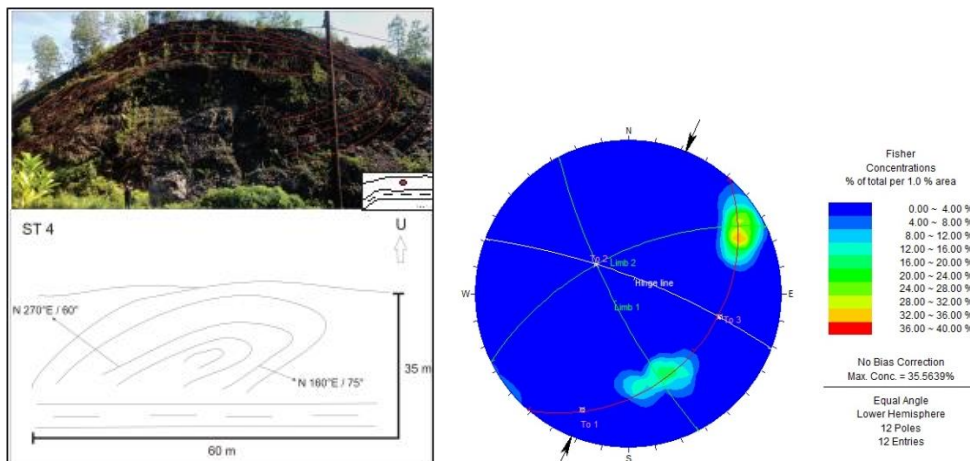 ST 4
U
N 270°E / 60°
N 160°E / 75°
35 m
60 m
N
W
E
S
To 2
Limb 2
Hinge line
Limb 1
To 3
To 1
Fisher
Concentrations
% of total per 1.0 % area
0.00 ~ 4.00 %
4.00 ~ 8.00 %
8.00 ~ 12.00 %
12.00 ~ 16.00 %
16.00 ~ 20.00 %
20.00 ~ 24.00 %
24.00 ~ 28.00 %
28.00 ~ 32.00 %
32.00 ~ 36.00 %
36.00 ~ 40.00 %
No Bias Correction
Max. Conc. = 35.5639%
Equal Angle
Lower Hemisphere
12 Poles
12 Entries